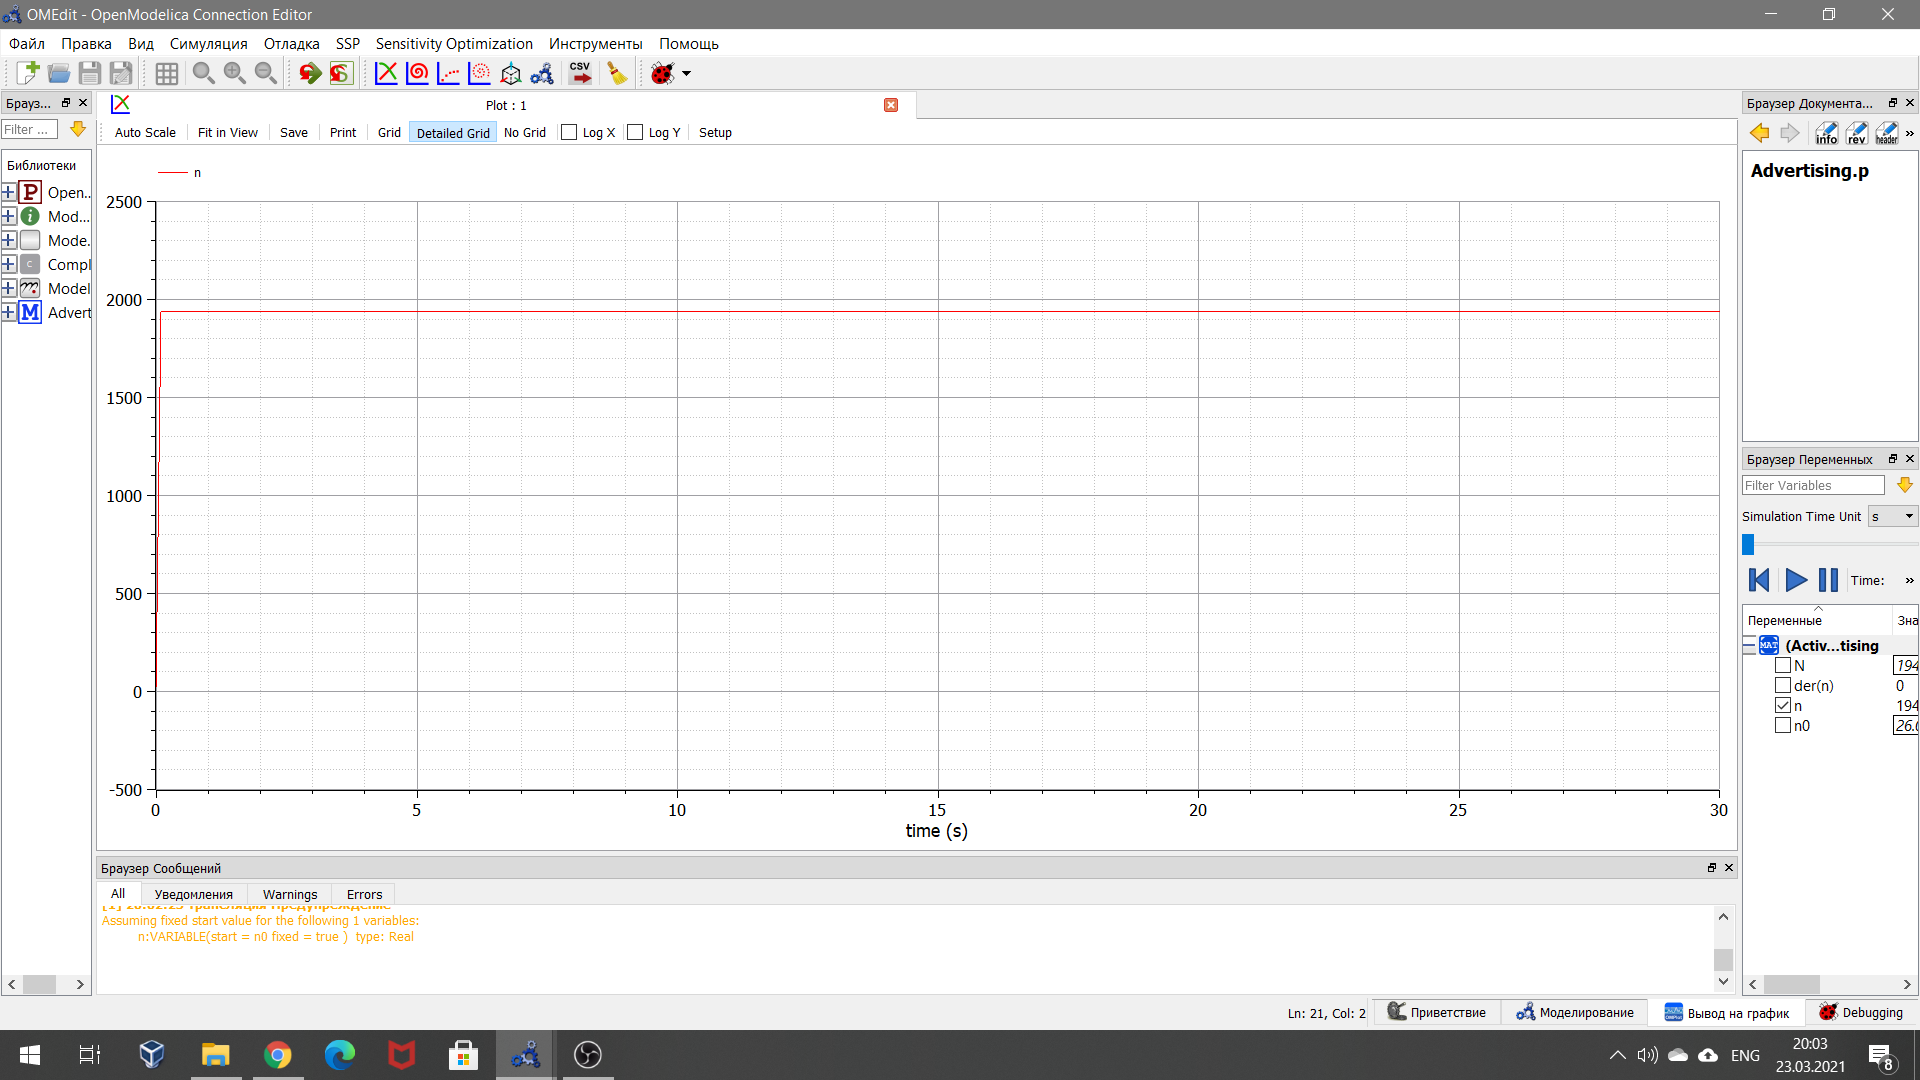 OMEdit - OpenModelica Connection Editor
Файл Правка Вид Симуляция Отладка SSP Sensitivity Optimization Инструменты Помощь
CSV
Брауз...
Filter ...
Библиотеки
P Open..
i Mod...
Mode.
C Compl
Model
M Advert
Plot : 1
Auto Scale Fit in View Save Print Grid Detailed Grid No Grid Log X Log Y Setup
n
2500
2000
1500
1000
500
0
-500
0 5 10 15 20 25 30
time (s)
Браузер Сообщений
All Уведомления Warnings Errors
Assuming fixed start value for the following 1 variables:
n:VARIABLE(start = n0 fixed = true ) type: Real
Браузер Документа...
info rev header »
Advertising.p
Браузер Переменных
Filter Variables
Simulation Time Unit s
Time: »
Переменные Зна
MAT (Activ...tising
N 194
der(n) 0
n 194
n0 26.0
Ln: 21, Col: 2 Приветствие Моделирование Вывод на график Debugging
ENG
20:03
23.03.2021
8